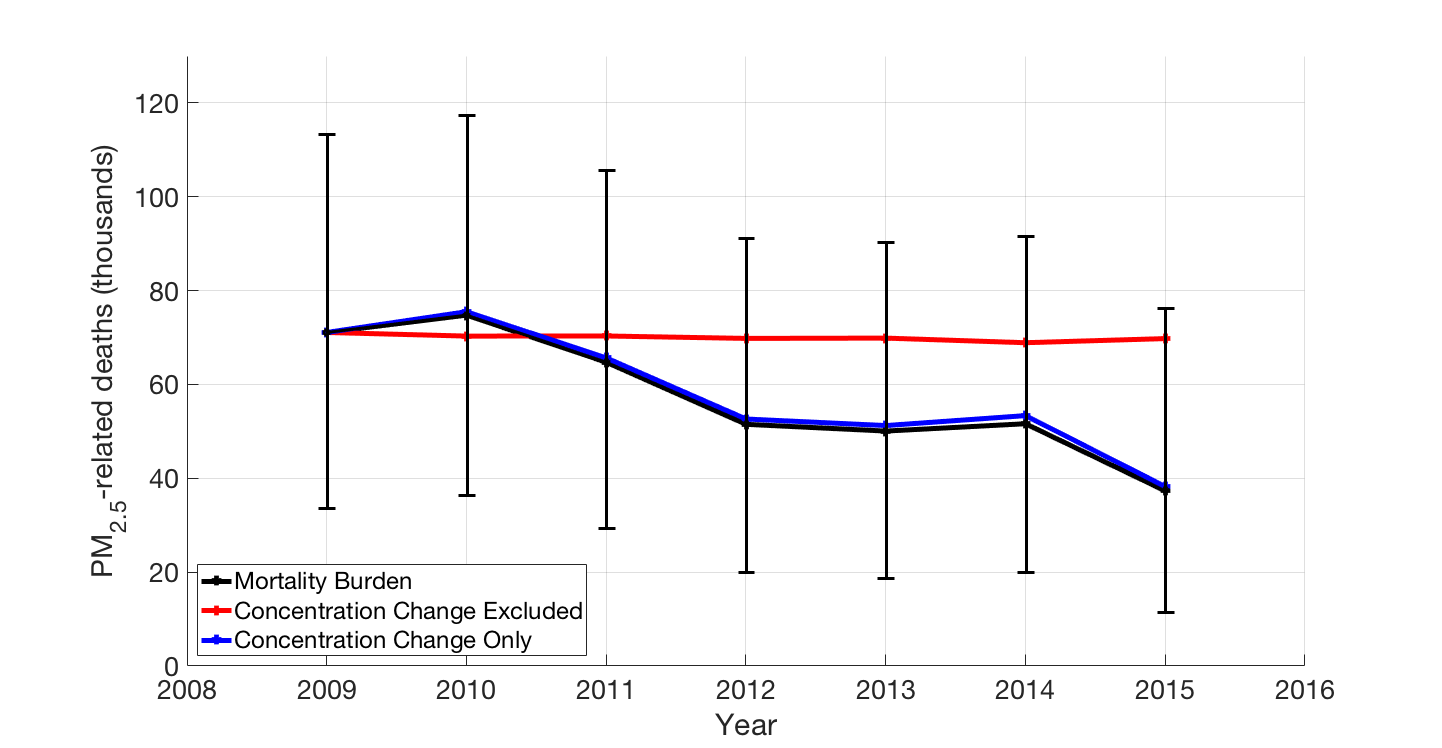 120
100
80
60
40
20
0
PM2.5-related deaths (thousands)
Mortality Burden
Concentration Change Excluded
Concentration Change Only
2008 2009 2010 2011 2012 2013 2014 2015 2016
Year